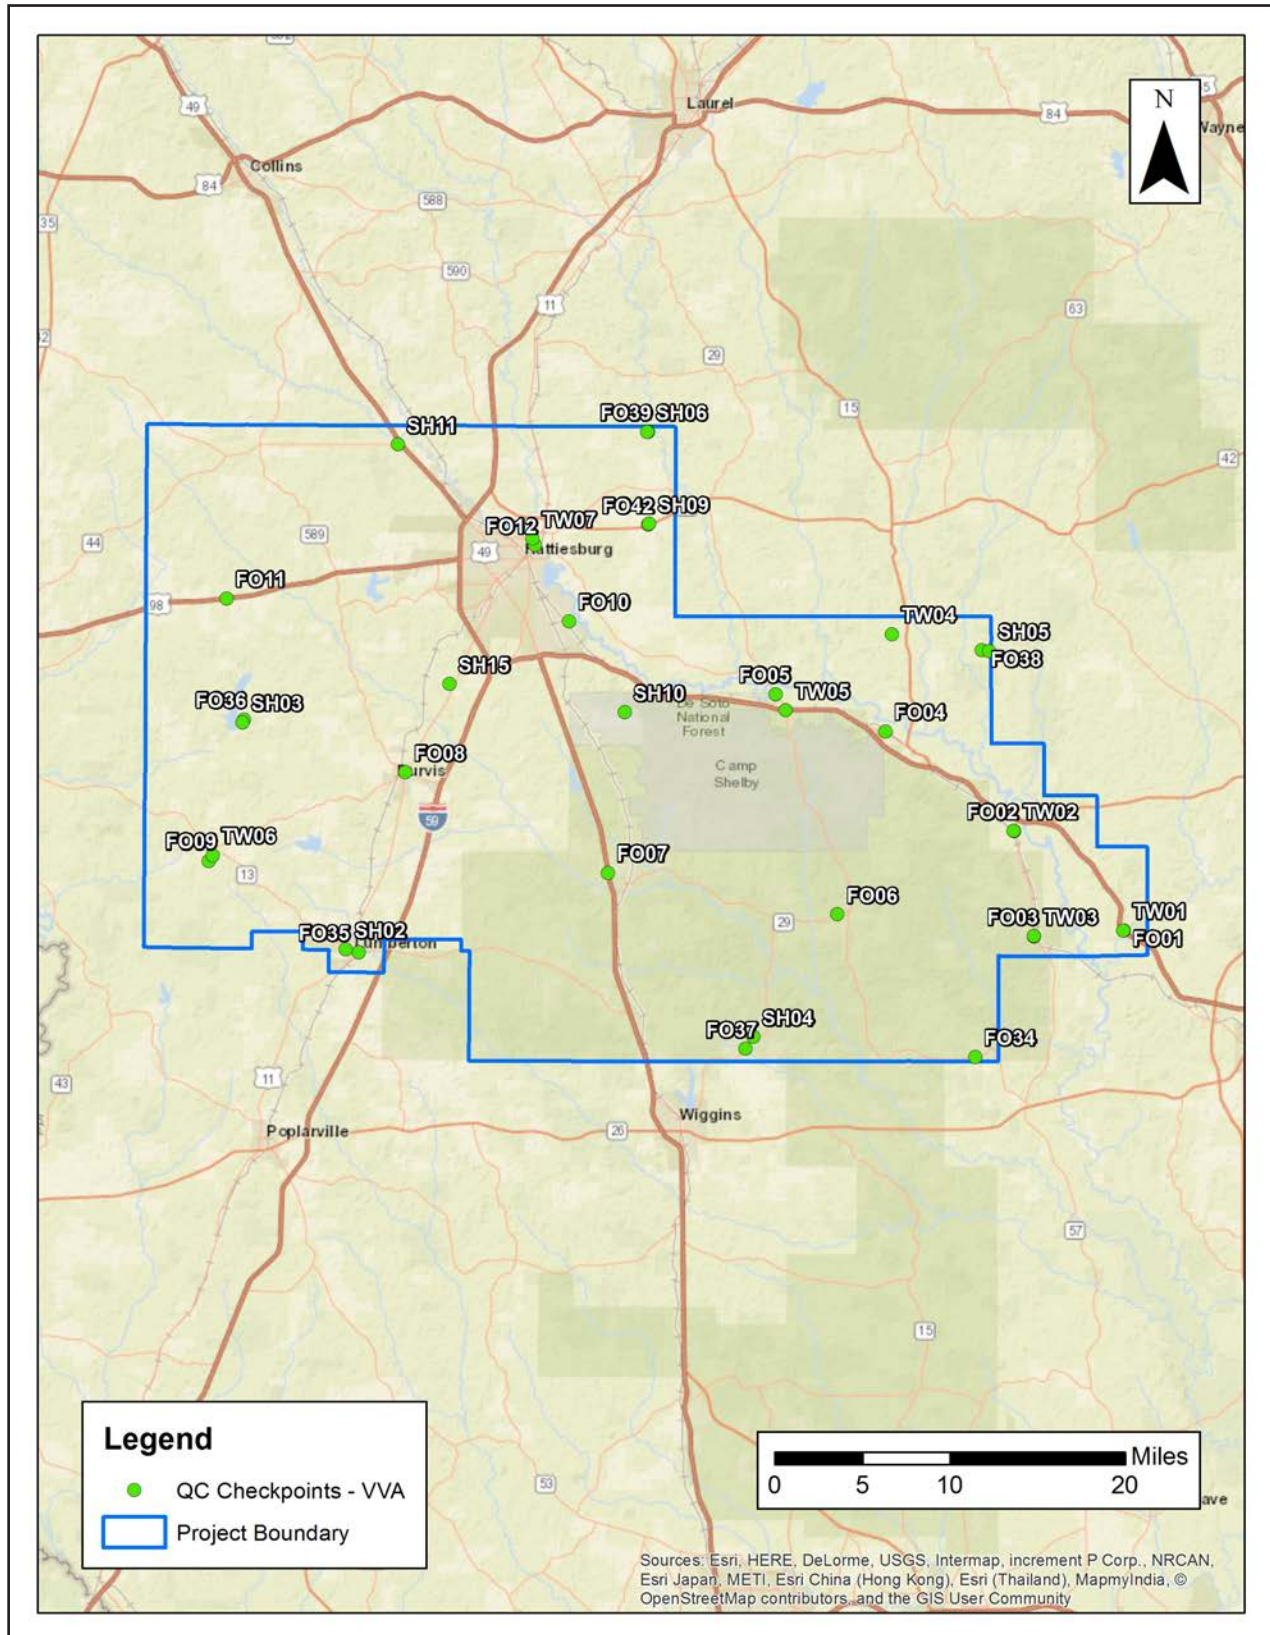 49
Laurel
N
84
5
Wayne
Collins
84
588
35
590
11
63
29
15
42
SH11
FO39 SH06
FO42 SH09
FO12 TW07
Hattiesburg
49
589
44
FO11
98
FO10
TW04
SH05
FO38
SH15
FO05
TW05
SH10
De Soto
National
Forest
FO36 SH03
FO04
Camp
Shelby
FO08
Purvis
59
FO02 TW02
FO09 TW06
13
FO07
FO06
29
FO03 TW03
TW01
FO01
FO35 SH02
Lumberton
FO37 SH04
FO34
43
11
Wiggins
26
Poplarville
57
15
53
Legend
QC Checkpoints - VVA
Project Boundary
Miles
0 5 10 20
ave
Sources: Esri, HERE, DeLorme, USGS, Intermap, increment P Corp., NRCAN,
Esri Japan, METI, Esri China (Hong Kong), Esri (Thailand), MapmyIndia, ©
OpenStreetMap contributors, and the GIS User Community